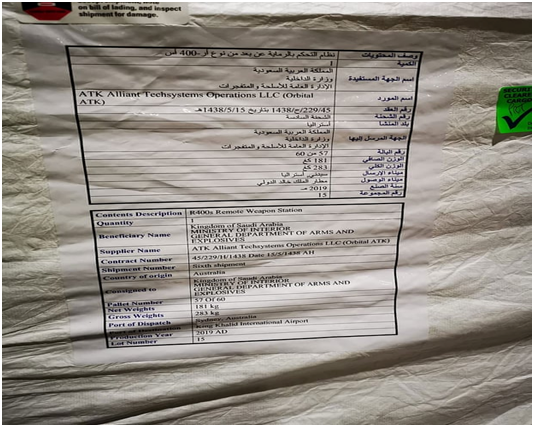 on bill of lading, and inspect
shipment for damage.
SECURE
CLEARED
CARGO
وصف المحتويات نظام التحكم بالرماية عن بعد من نوع آر-400 أس
الكمية 1
اسم الجهة المستفيدة المملكة العربية السعودية
وزارة الداخلية
الإدارة العامة للأسلحة والمتفجرات
اسم المورد ATK Alliant Techsystems Operations LLC (Orbital
ATK)
رقم العقد 45/229/ح/1438 بتاريخ 1438/5/15هـ
رقم الشحنة الشحنة السادسة
بلد المنشأ أستراليا
الجهة المرسل إليها المملكة العربية السعودية
وزارة الداخلية
الإدارة العامة للأسلحة والمتفجرات
رقم البالة 57 من 60
الوزن الصافي 181 كغ
الوزن الكلي 283 كغ
ميناء الإرسال سيدني أستراليا
ميناء الوصول مطار الملك خالد الدولي
سنة الصنع 2019 مـ
رقم المجموعة 15
Contents Description R400s Remote Weapon Station
Quantity 1
Beneficiary Name Kingdom of Saudi Arabia
MINISTRY OF INTERIOR
GENERAL DEPARTMENT OF ARMS AND
EXPLOSIVES
Supplier Name ATK Alliant Techsystems Operations LLC (Orbital ATK)
Contract Number 45/229/H/1438 Date 15/5/1438 AH
Shipment Number Sixth shipment
Country of origin Australia
Consigned to Kingdom of Saudi Arabia
MINISTRY OF INTERIOR
GENERAL DEPARTMENT OF ARMS AND
EXPLOSIVES
Pallet Number 57 Of 60
Net Weights 181 kg
Gross Weights 283 kg
Port of Dispatch Sydney, Australia
King Khalid International Airport
Production Year 2019 AD
Lot Number 15